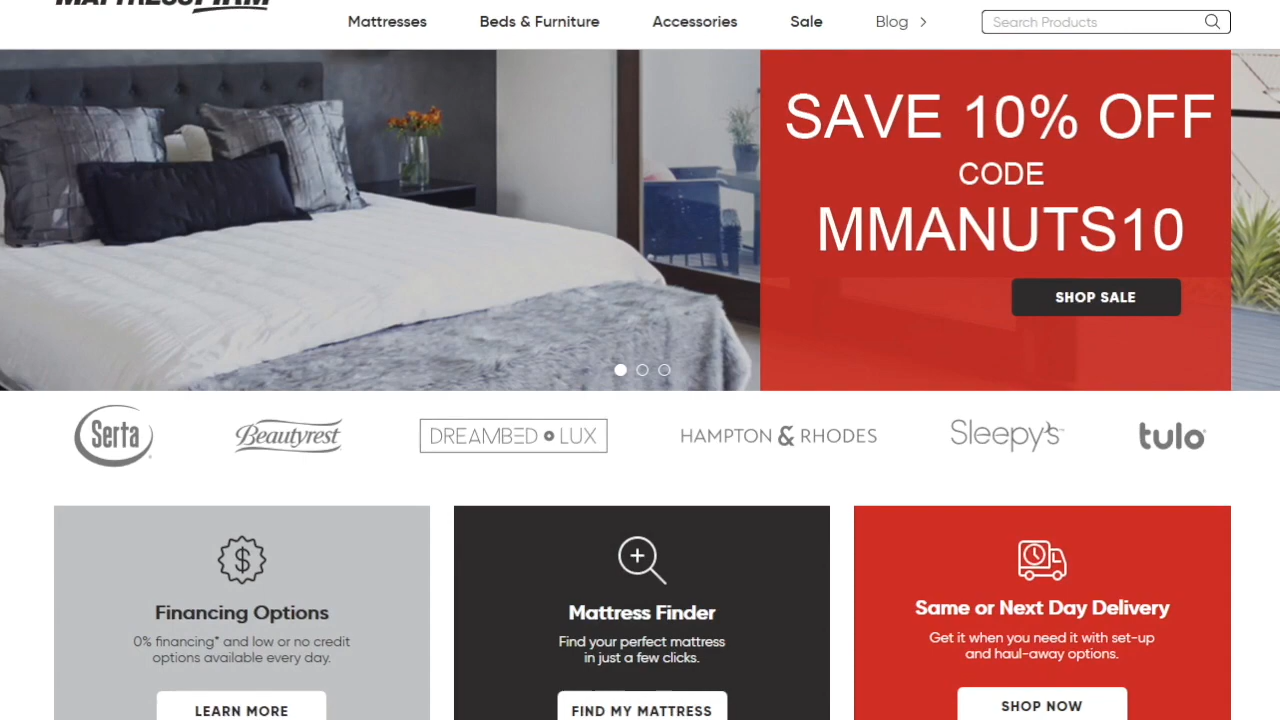 MATTRESSFIRM
Mattresses
Beds & Furniture
Accessories
Sale
Blog
Search Products
SAVE 10% OFF
CODE
MMANUTS10
SHOP SALE
Serta
Beautyrest
DREAMBED LUX
HAMPTON & RHODES
Sleepy's
tulo
Financing Options
0% financing* and low or no credit
options available every day.
LEARN MORE
Mattress Finder
Find your perfect mattress
in just a few clicks.
FIND MY MATTRESS
Same or Next Day Delivery
Get it when you need it with set-up
and haul-away options.
SHOP NOW